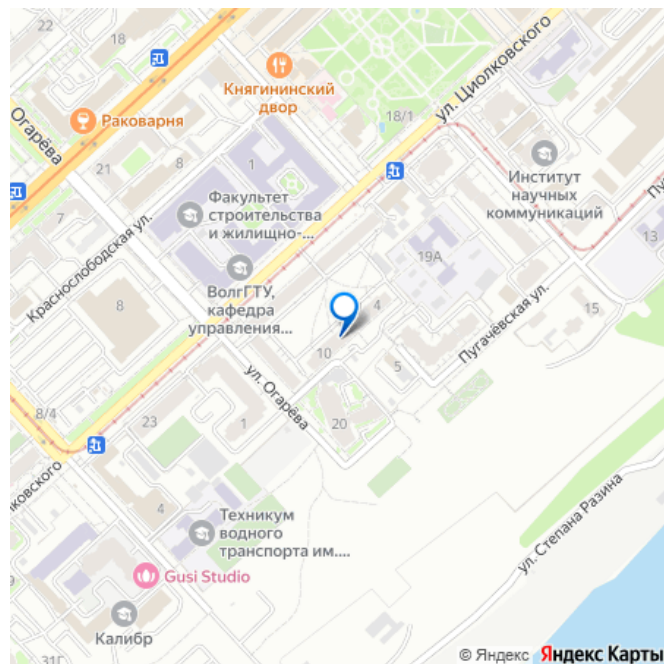 22
18
Княгининский
двор
ул. Циолковского
Огарёва
Раковарня
18/1
21
8
1
Институт
научных
коммуникаций
Факультет
строительства
и жилищно-...
7
Краснослободская ул.
19А
13
ВолгГТУ,
кафедра
управления...
8
4
15
Пугачёвская ул.
10
5
ул. Огарёва
8/4
23
1
20
4
Техникум
водного
транспорта им....
ул. Степана Разина
Gusi Studio
Калибр
31Г
© Яндекс Яндекс Карты